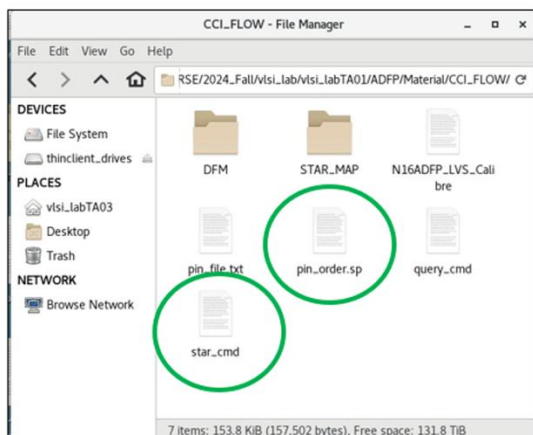 CCI_FLOW - File Manager
File Edit View Go Help
RSE/2024_Fall/vlsi_lab/vlsi_labTA01/ADFP/Material/CCI_FLOW/
DEVICES
File System
thinclient_drives
PLACES
vlsi_labTA03
Desktop
Trash
NETWORK
Browse Network
DFM
STAR_MAP
N16ADFP_LVS_Cali
bre
pin_file.txt
pin_order.sp
query_cmd
star_cmd
7 items: 153.8 KiB (157,502 bytes), Free space: 131.8 TiB